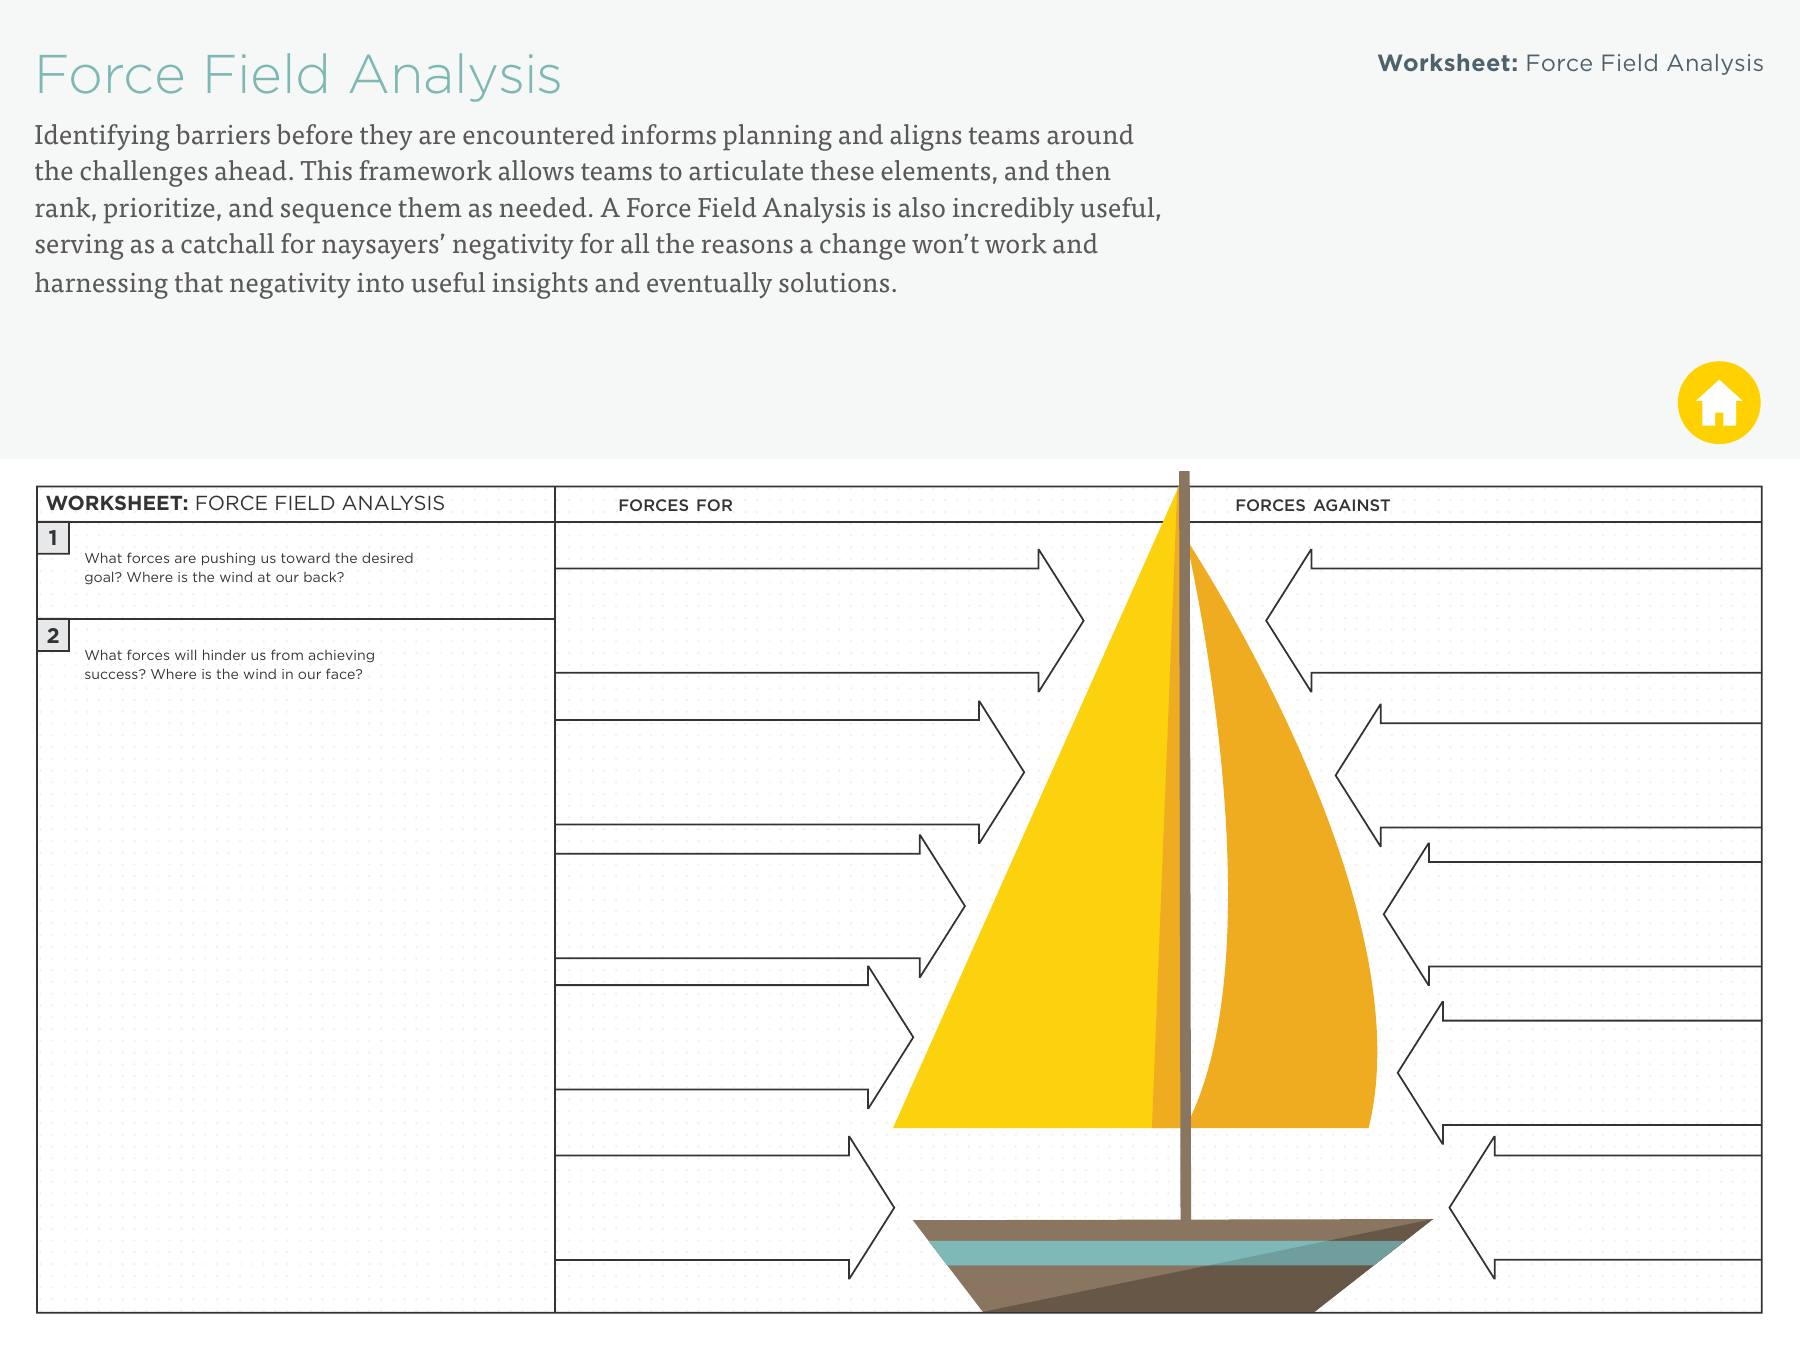 Force Field Analysis
Worksheet: Force Field Analysis
Identifying barriers before they are encountered informs planning and aligns teams around
the challenges ahead. This framework allows teams to articulate these elements, and then
rank, prioritize, and sequence them as needed. A Force Field Analysis is also incredibly useful,
serving as a catchall for naysayers’ negativity for all the reasons a change won’t work and
harnessing that negativity into useful insights and eventually solutions.
WORKSHEET: FORCE FIELD ANALYSIS
FORCES FOR
FORCES AGAINST
1
What forces are pushing us toward the desired
goal? Where is the wind at our back?
2
What forces will hinder us from achieving
success? Where is the wind in our face?